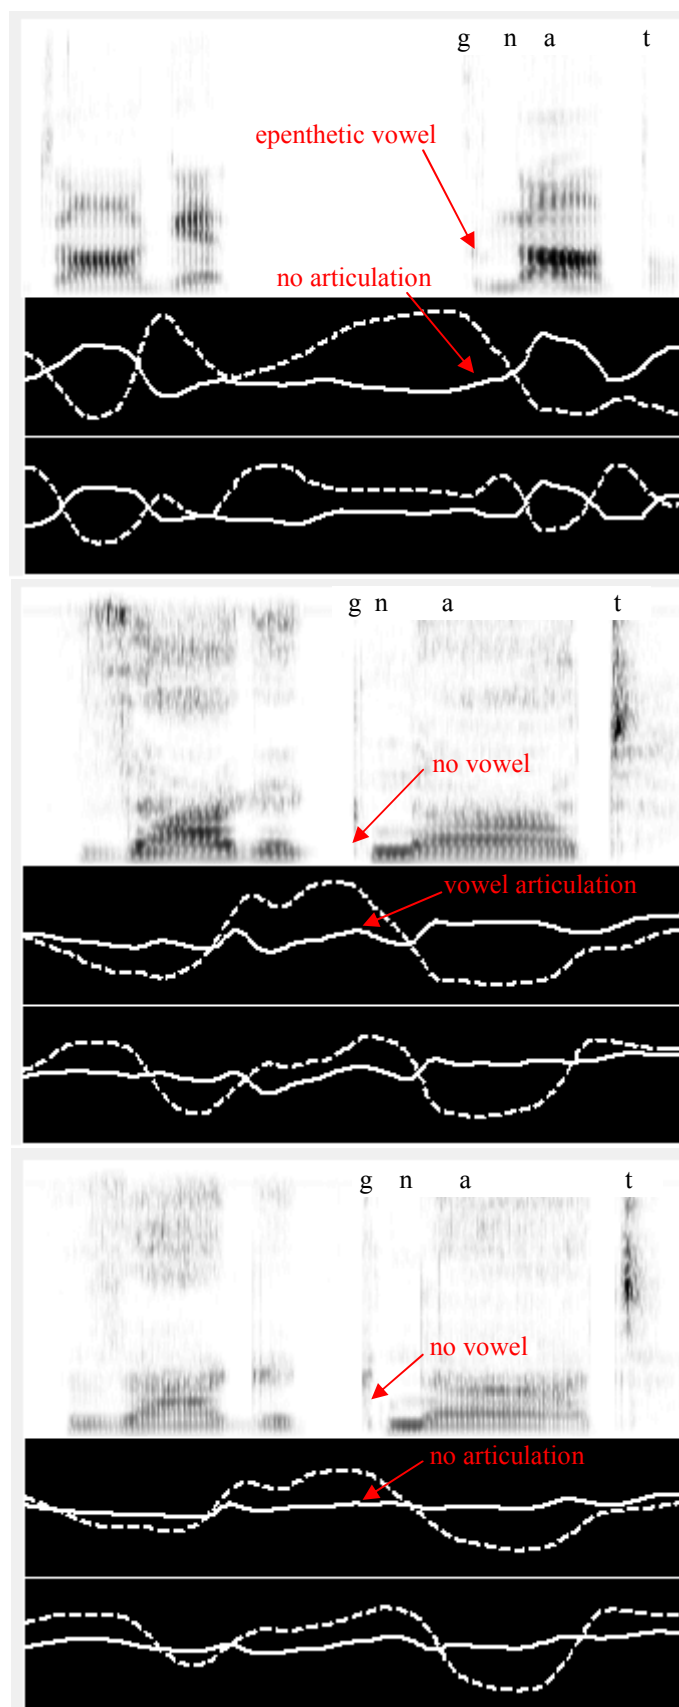 g n a t
epenthetic vowel
no articulation
g n a t
no vowel
vowel articulation
g n a t
no vowel
no articulation